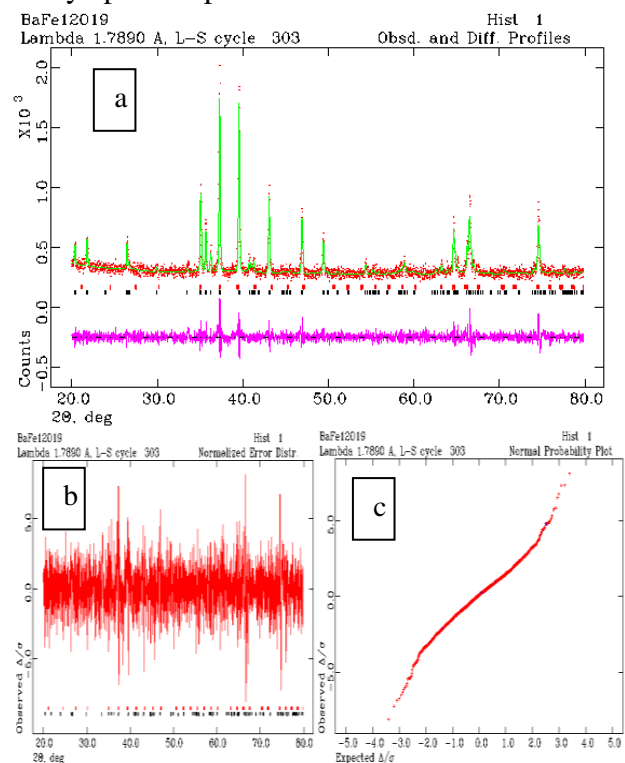 BaFe12O19 Hist 1
Lambda 1.7890 A, L-S cycle 303 Obsd. and Diff. Profiles
a
X10 3
Counts
2.0
1.5
1.0
0.5
0.0
-0.5
20.0 30.0 40.0 50.0 60.0 70.0 80.0
2Θ, deg
BaFe12O19 Hist 1
Lambda 1.7890 A, L-S cycle 303 Normalized Error Distr.
b
Observed Δ/σ
5.0
0.0
-5.0
20.0 30.0 40.0 50.0 60.0 70.0 80.0
2Θ, deg
BaFe12O19 Hist 1
Lambda 1.7890 A, L-S cycle 303 Normal Probability Plot
c
Observed Δ/σ
5.0
0.0
-5.0
-5.0 -4.0 -3.0 -2.0 -1.0 0.0 1.0 2.0 3.0 4.0 5.0
Expected Δ/σ